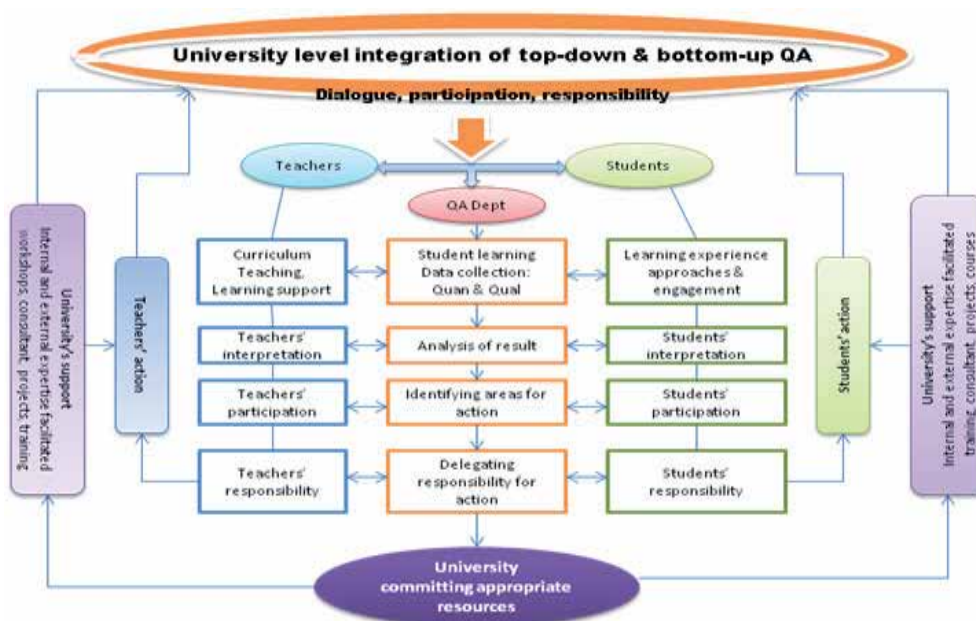 University level integration of top-down & bottom-up QA
Dialogue, participation, responsibility
Teachers
Students
QA Dept
Curriculum
Teaching,
Learning support
Student learning
Data collection:
Quan & Qual
Learning experience
approaches &
engagement
Teachers'
interpretation
Analysis of result
Students'
interpretation
Teachers'
participation
Identifying areas for
action
Students'
participation
Teachers'
responsibility
Delegating
responsibility for
action
Students'
responsibility
University
committing appropriate
resources
University's support
Internal and external expertise facilitated
workshops, consultant, projects, training
Teachers' action
Students' action
University's support
Internal and external expertise facilitated
training, consultant, projects, courses